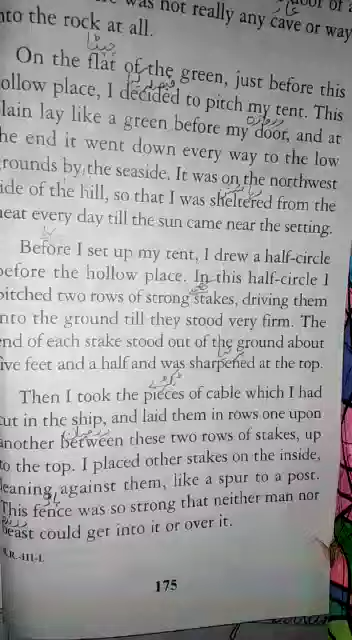 was not really any cave or way
nto the rock at all.
On the flat of the green, just before this
ollow place, I decided to pitch my tent. This
lain lay like a green before my door, and at
he end it went down every way to the low
rounds by the seaside. It was on the northwest
ide of the hill, so that I was sheltered from the
eat every day till the sun came near the setting.
Before I set up my tent, I drew a half-circle
before the hollow place. In this half-circle I
pitched two rows of strong stakes, driving them
nto the ground till they stood very firm. The
nd of each stake stood out of the ground about
ive feet and a half and was sharpened at the top.
Then I took the pieces of cable which I had
ut in the ship, and laid them in rows one upon
another between these two rows of stakes, up
to the top. I placed other stakes on the inside,
leaning against them, like a spur to a post.
This fence was so strong that neither man nor
beast could get into it or over it.
175